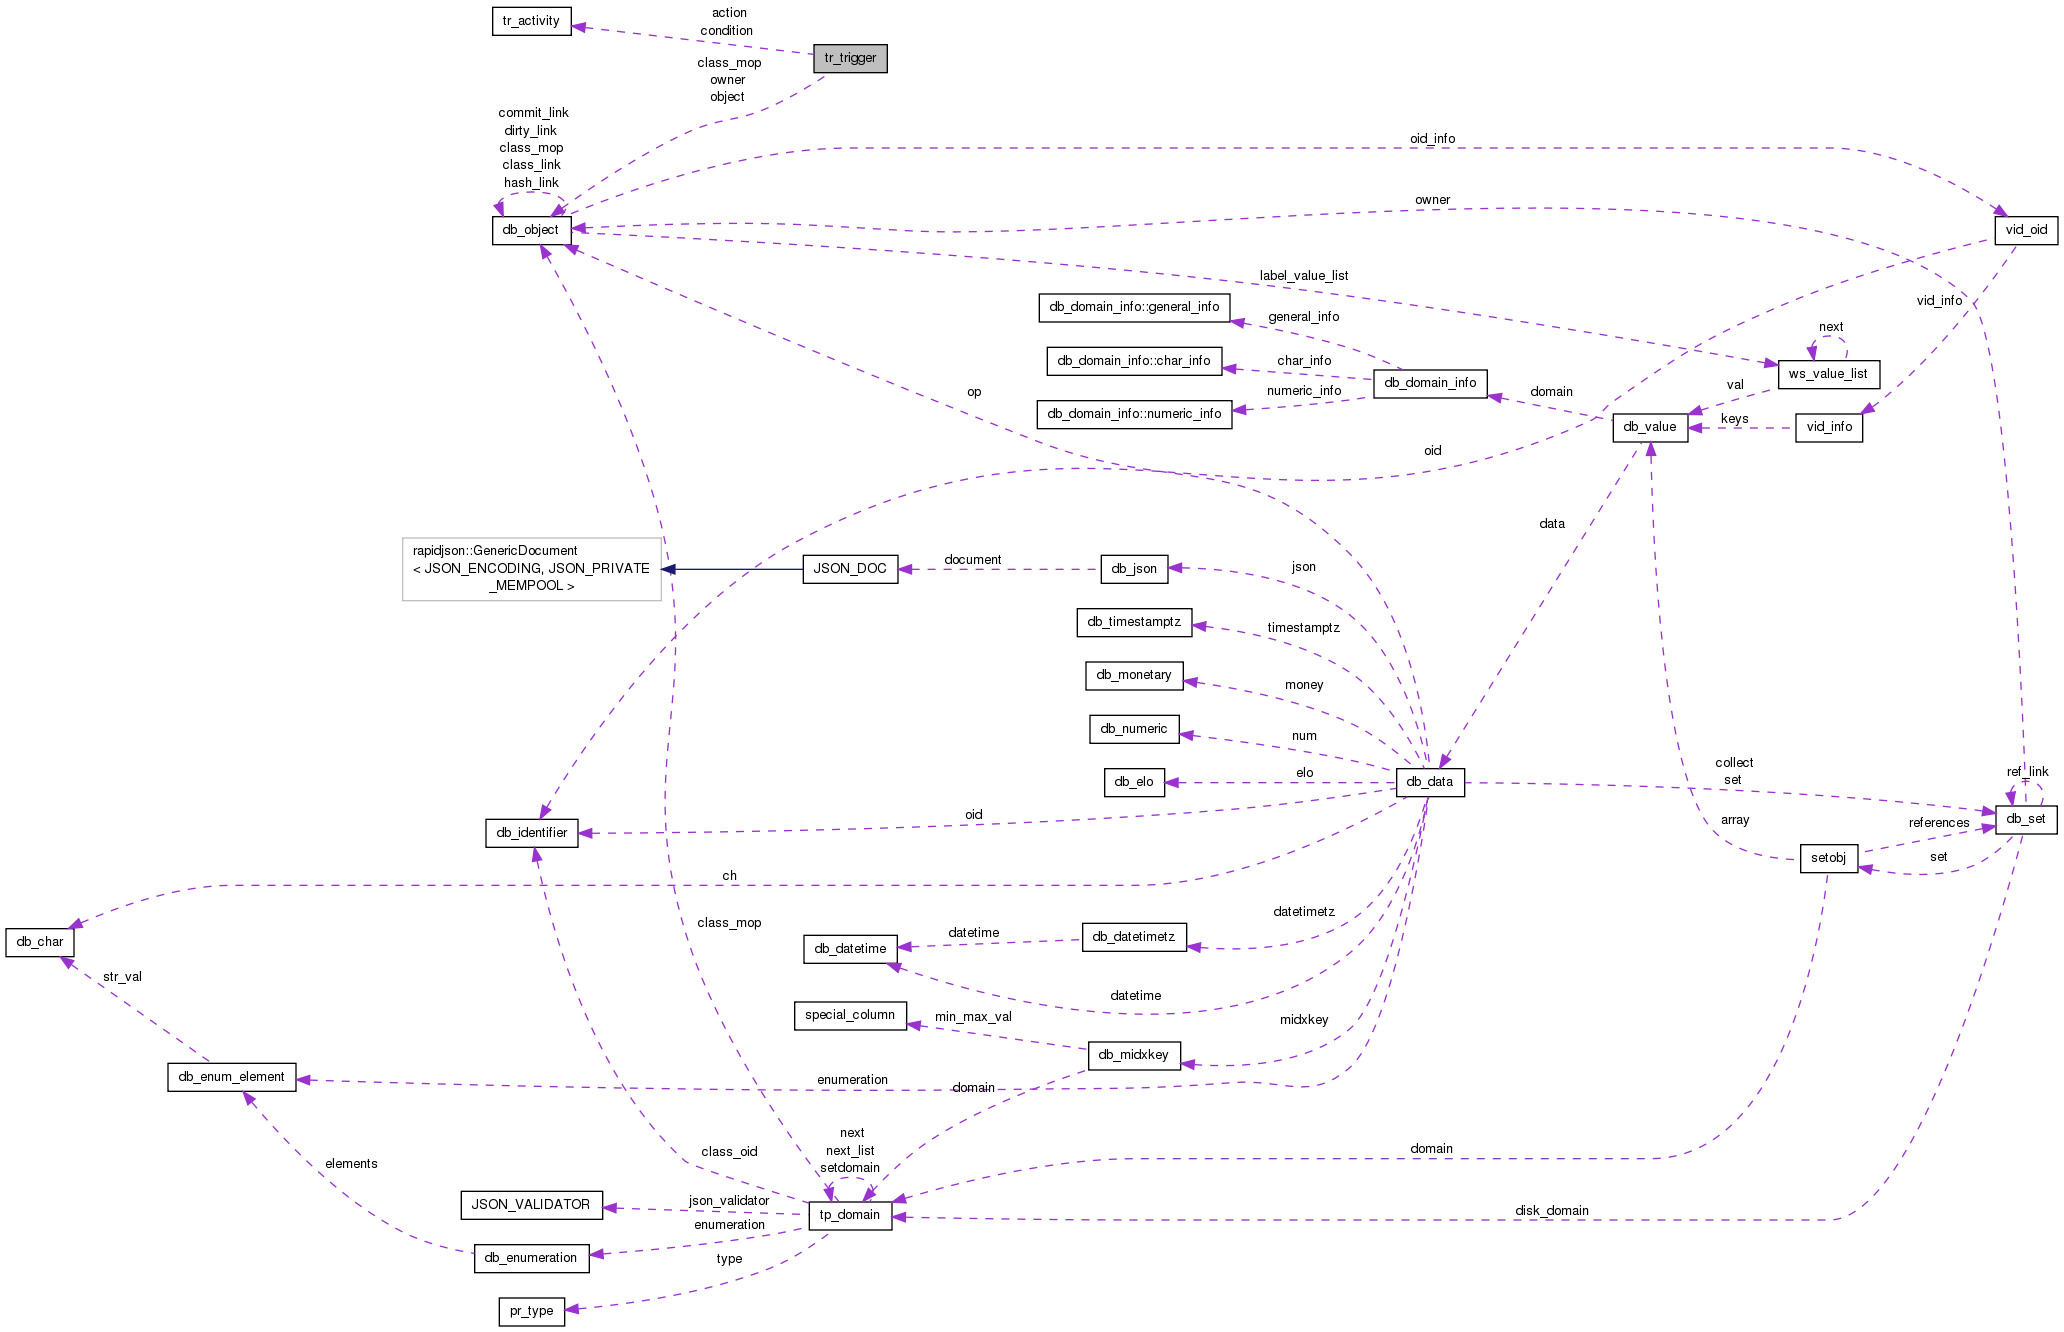 action
tr_activity
condition
tr_trigger
class_mop
owner
object
commit_link
dirty_link
class_mop
class_link
hash_link
oid_info
owner
db_object
vid_oid
label_value_list
vid_info
db_domain_info::general_info
general_info
next
db_domain_info::char_info
char_info
ws_value_list
db_domain_info
numeric_info
val
domain
op
db_domain_info::numeric_info
keys
db_value
vid_info
oid
data
rapidjson::GenericDocument
< JSON_ENCODING, JSON_PRIVATE
_MEMPOOL >
JSON_DOC
document
db_json
json
db_timestamptz
timestamptz
db_monetary
money
db_numeric
num
collect
set
ref_link
db_elo
elo
db_data
oid
db_identifier
array
references
db_set
set
setobj
ch
class_mop
datetimetz
db_char
db_datetime
datetime
db_datetimetz
str_val
datetime
special_column
min_max_val
midxkey
db_midxkey
db_enum_element
enumeration
domain
next
next_list
setdomain
class_oid
domain
elements
JSON_VALIDATOR
json_validator
tp_domain
disk_domain
enumeration
db_enumeration
type
pr_type